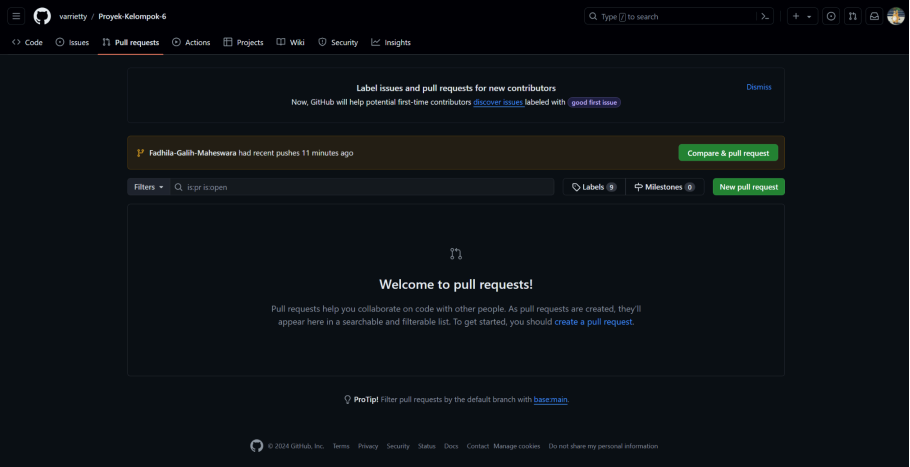 varrietty / Proyek-Kelompok-6
Type / to search
Code Issues Pull requests Actions Projects Wiki Security Insights
Label issues and pull requests for new contributors
Dismiss
Now, GitHub will help potential first-time contributors discover issues labeled with good first issue
Fadhila-Galih-Maheswara had recent pushes 11 minutes ago
Compare & pull request
Filters is:pr is:open Labels 9 Milestones 0 New pull request
Welcome to pull requests!
Pull requests help you collaborate on code with other people. As pull requests are created, they'll
appear here in a searchable and filterable list. To get started, you should create a pull request.
ProTip! Filter pull requests by the default branch with base:main.
© 2024 GitHub, Inc. Terms Privacy Security Status Docs Contact Manage cookies Do not share my personal information